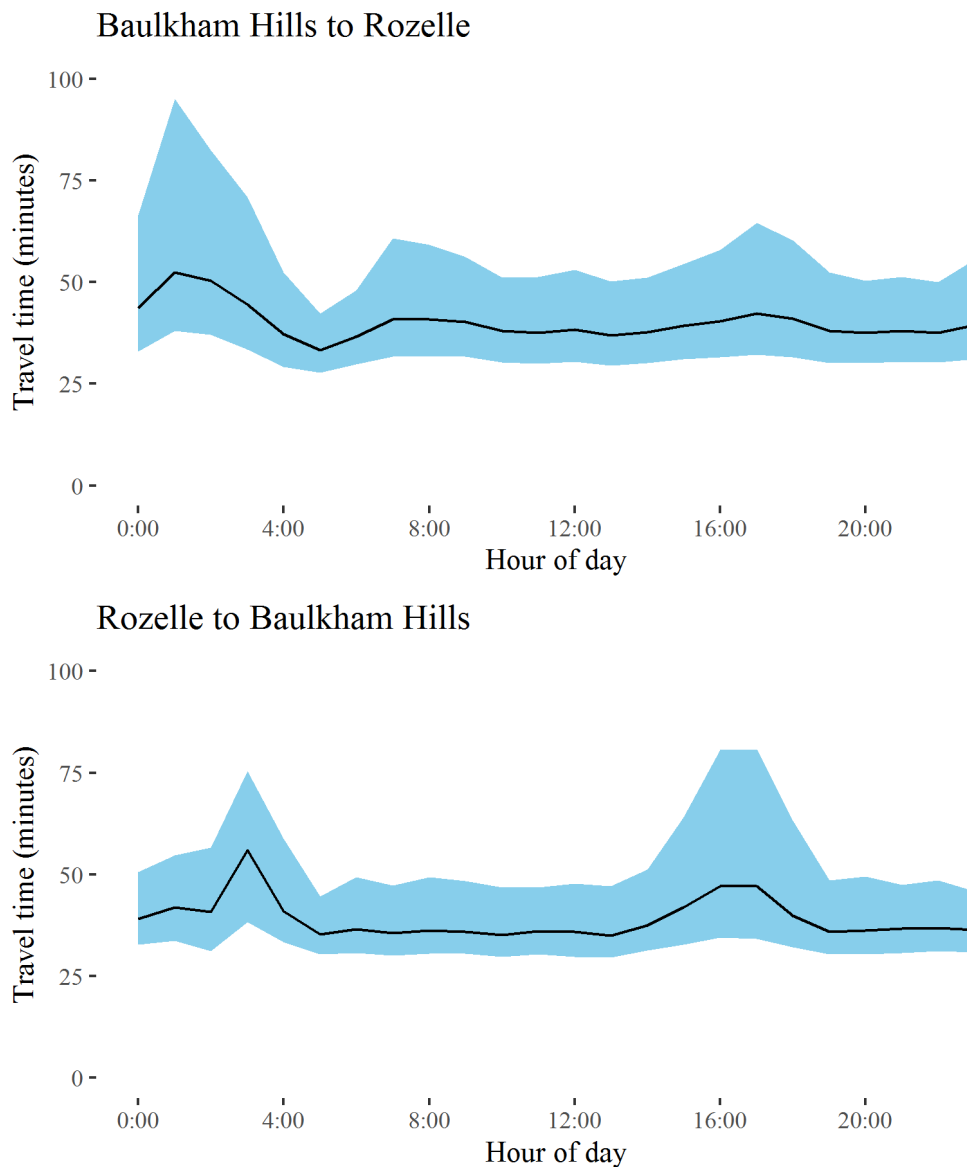 Baulkham Hills to Rozelle
100
75
50
25
0
Travel time (minutes)
0:00 4:00 8:00 12:00 16:00 20:00
Hour of day
Rozelle to Baulkham Hills
100
75
50
25
0
Travel time (minutes)
0:00 4:00 8:00 12:00 16:00 20:00
Hour of day